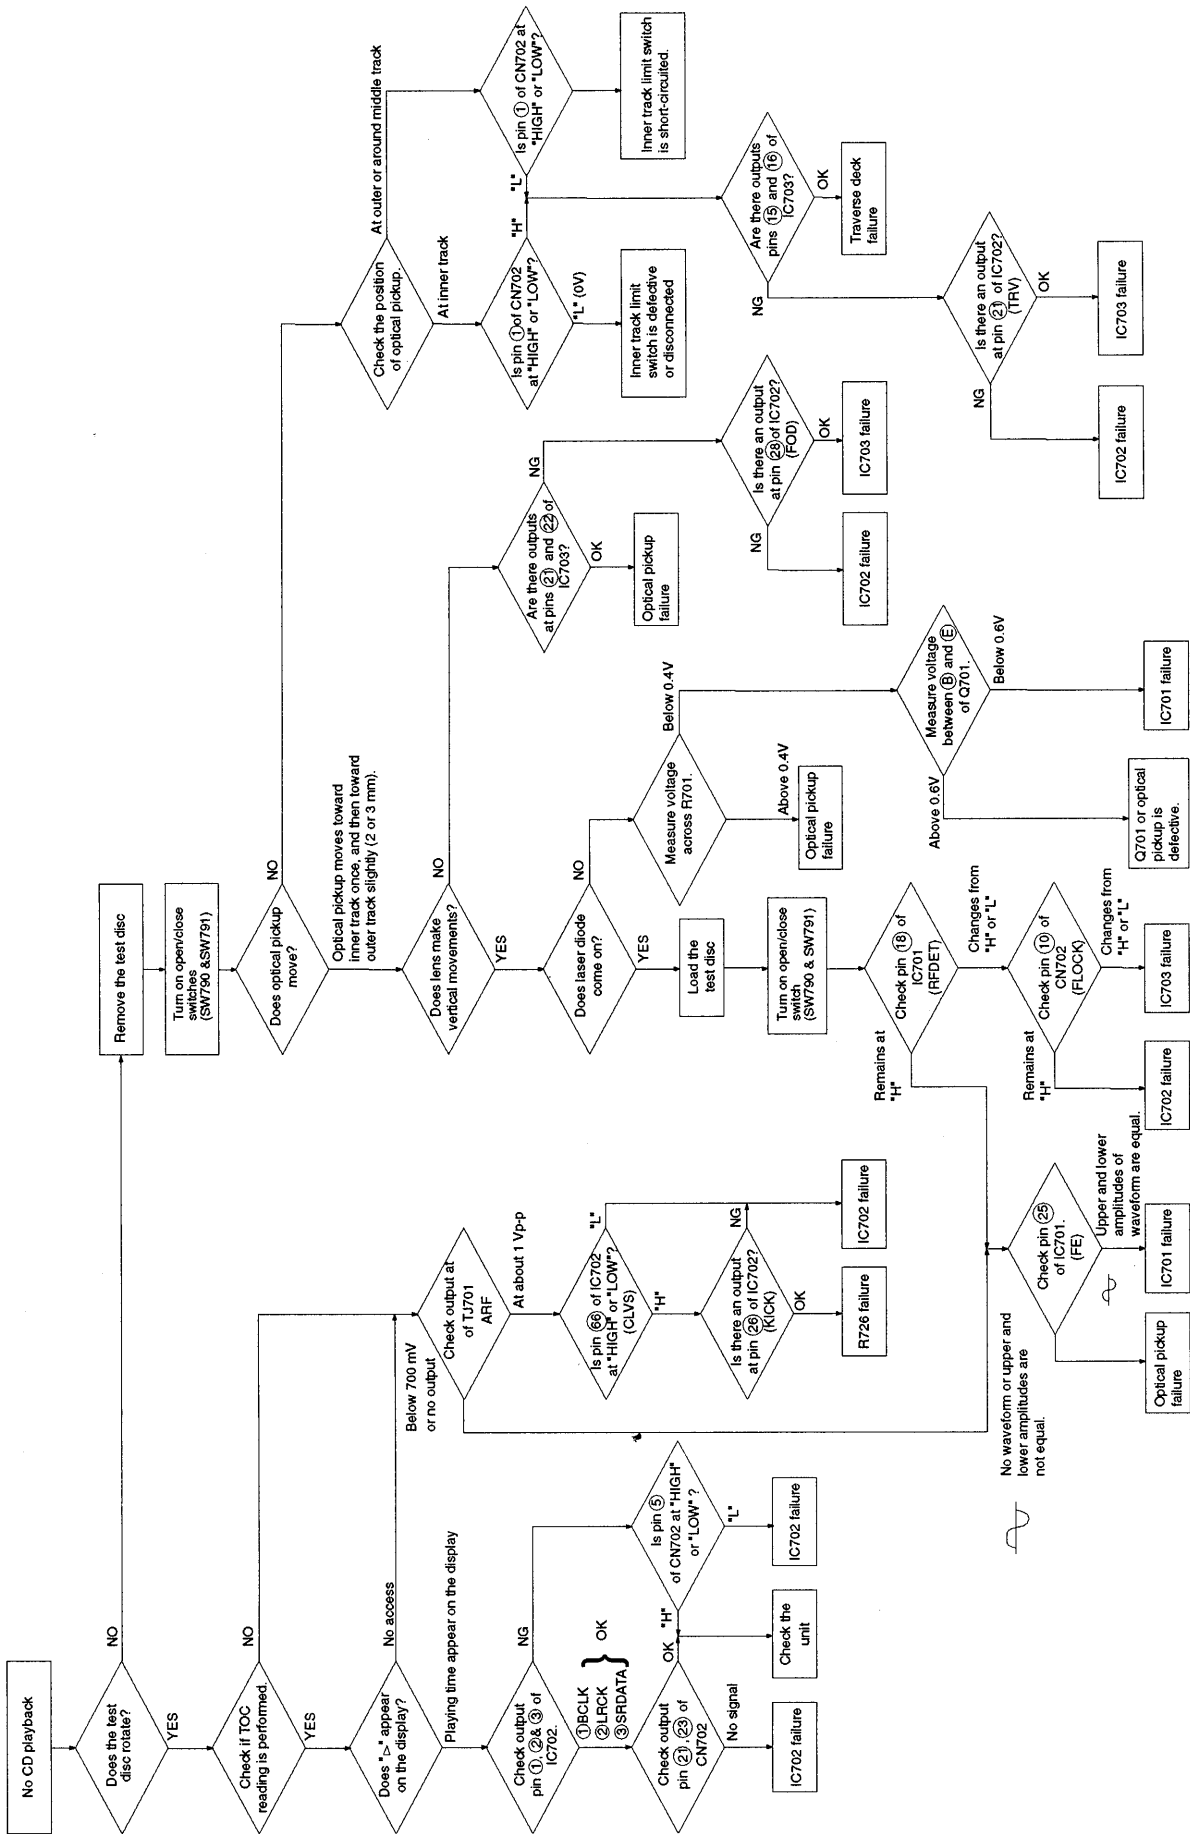 No CD playback
Does the test
disc rotate?
NO
YES
Check if TOC
reading is performed.
NO
YES
Does "▷" appear
on the display?
No access
Playing time appear on the display
Check output
pin ①, ②& ③ of
IC702.
NG
①BCLK
②LRCK
③SRDATA
} OK
Check output
pin ㉑, ㉓ of
CN702
OK
No signal
IC702 failure
Is pin ⑤
of CN702 at "HIGH"
or "LOW" ?
"H"
"L"
Check the
unit
IC702 failure
Check output at
of TJ701
ARF
Below 700 mV
or no output
At about 1 Vp-p
Is pin 66 of IC702
at "HIGH" or "LOW"?
(CLVS)
"L"
"H"
Is there an output
at pin ㉖ of IC702?
(KICK)
NG
OK
R726 failure
IC702 failure
Remove the test disc
Turn on open/close
switches
(SW790 &SW791)
Does optical pickup
move?
NO
Optical pickup moves toward
inner track once, and then toward
outer track slightly (2 or 3 mm).
Does lens make
vertical movements?
NO
YES
Does laser diode
come on?
NO
YES
Load the
test disc
Turn on open/close
switch
(SW790 & SW791)
Check pin ⑱ of
IC701
(RFDET)
Remains at
"H"
Changes from
"H" or "L"
Check pin ⑩ of
CN702
(FLOCK)
Remains at
"H"
Changes from
"H" or "L"
IC702 failure
IC703 failure
Check pin ㉕
of IC701.
(FE)
No waveform or upper and
lower amplitudes are
not equal.
Upper and lower
amplitudes of
waveform are equal.
Optical pickup
failure
IC701 failure
Measure voltage
across R701.
Below 0.4V
Above 0.4V
Optical pickup
failure
Measure voltage
between Ⓑ and Ⓔ
of Q701.
Above 0.6V
Below 0.6V
Q701 or optical
pickup is
defective.
IC701 failure
Are there outputs
at pins ㉑ and ㉒ of
IC703?
NG
OK
Optical pickup
failure
Is there an output
at pin ㉘ of IC702?
(FOD)
NG
OK
IC702 failure
IC703 failure
Check the position
of optical pickup.
At outer or around middle track
At inner track
Is pin ① of CN702
at "HIGH" or "LOW"?
"H"
"L" (0V)
Inner track limit
switch is defective
or disconnected
Is pin ① of CN702 at
"HIGH" or "LOW"?
"L"
Inner track limit switch
is short-circuited.
Are there outputs
pins ⑮ and ⑯ of
IC703?
NG
OK
Traverse deck
failure
Is there an output
at pin ㉑ of IC702?
(TRV)
NG
OK
IC702 failure
IC703 failure